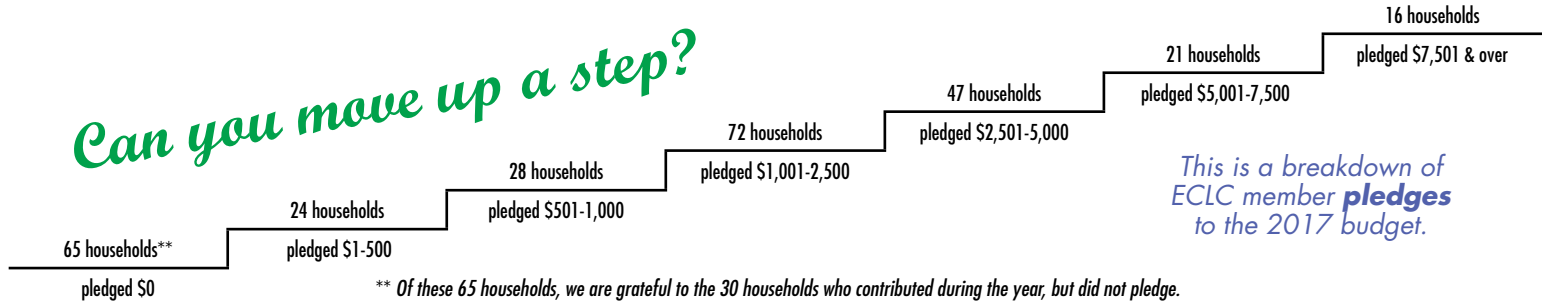 Can you move up a step?
65 households**
pledged $0
24 households
pledged $1-500
28 households
pledged $501-1,000
72 households
pledged $1,001-2,500
47 households
pledged $2,501-5,000
21 households
pledged $5,001-7,500
16 households
pledged $7,501 & over
This is a breakdown of
ECLC member pledges
to the 2017 budget.
** Of these 65 households, we are grateful to the 30 households who contributed during the year, but did not pledge.